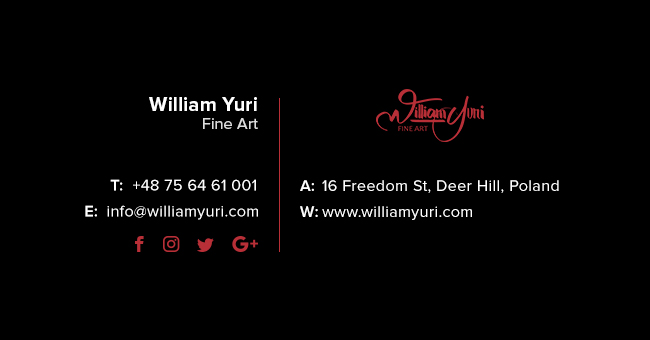 William Yuri
Fine Art
T: +48 75 64 61 001
E: info@williamyuri.com
William Yuri
FINE ART
A: 16 Freedom St, Deer Hill, Poland
W: www.williamyuri.com